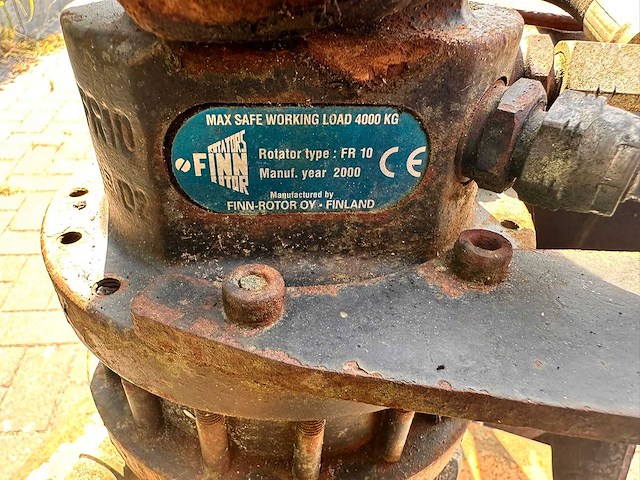 MAX SAFE WORKING LOAD 4000 KG
FINN
ROTATORS
ROTOR
Rotator type : FR 10
Manuf. year 2000
CE
Manufactured by
FINN-ROTOR OY - FINLAND